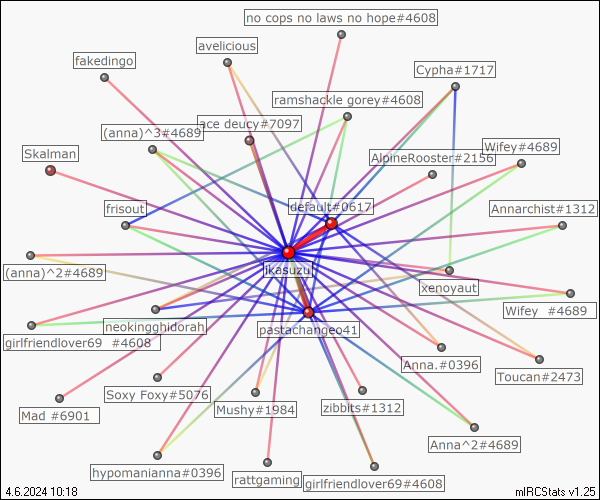 no cops no laws no hope#4608
avelicious
fakedingo
Cypha#1717
ramshackle gorey#4608
ace deucy#7097
(anna)^3#4689
Wifey#4689
Skalman
AlpineRooster#2156
frisout
default#0617
Annarchist#1312
jkasuzu
(anna)^2#4689
xenoyaut
Wifey #4689
neokingghidorah
pastachangeo41
girlfriendlover69 #4608
Anna.#0396
Toucan#2473
Soxy Foxy#5076
Mushy#1984
zibbits#1312
Mad #6901
Anna^2#4689
hypomanianna#0396
rattgaming
girlfriendlover69#4608
4.6.2024 10:18
mIRCStats v1.25